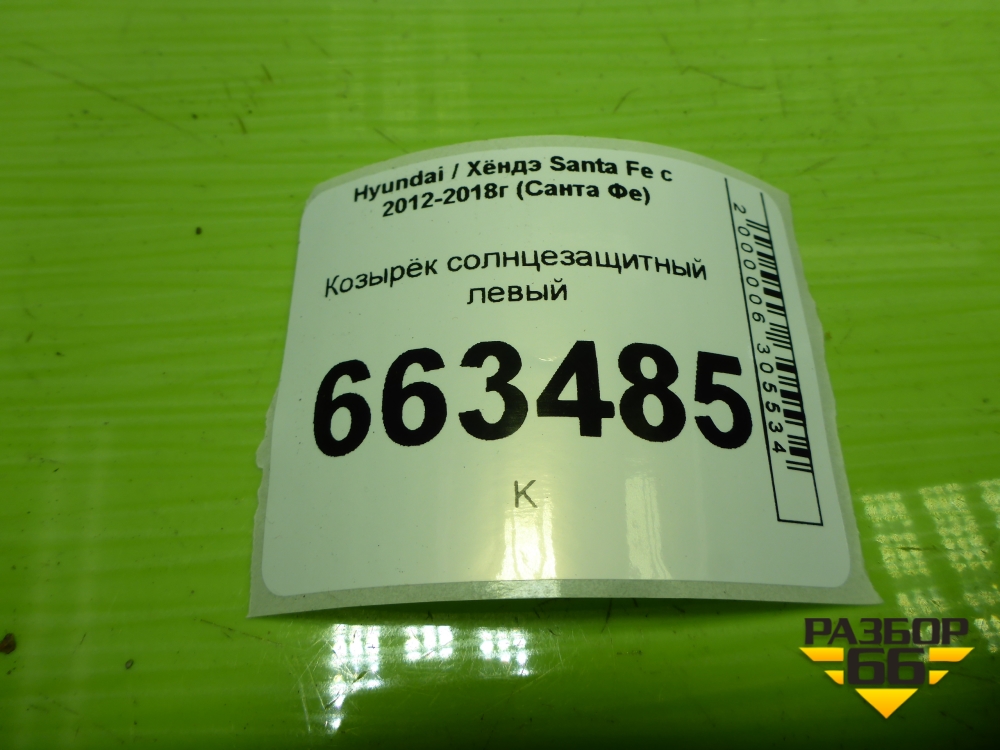 Hyundai / Хёндэ Santa Fe с
2012-2018г (Санта Фе)
Козырёк солнцезащитный
левый
663485
К
2000006305534
РАЗБОР
66